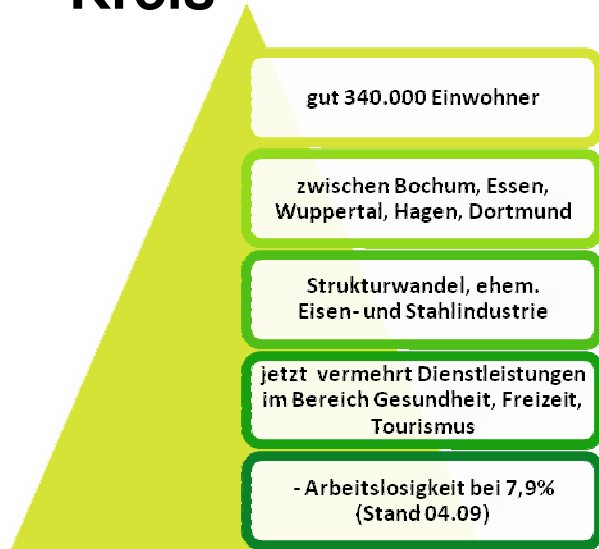 Kreis
gut 340.000 Einwohner
zwischen Bochum, Essen,
Wuppertal, Hagen, Dortmund
Strukturwandel, ehem.
Eisen- und Stahlindustrie
jetzt vermehrt Dienstleistungen
im Bereich Gesundheit, Freizeit,
Tourismus
- Arbeitslosigkeit bei 7,9%
(Stand 04.09)